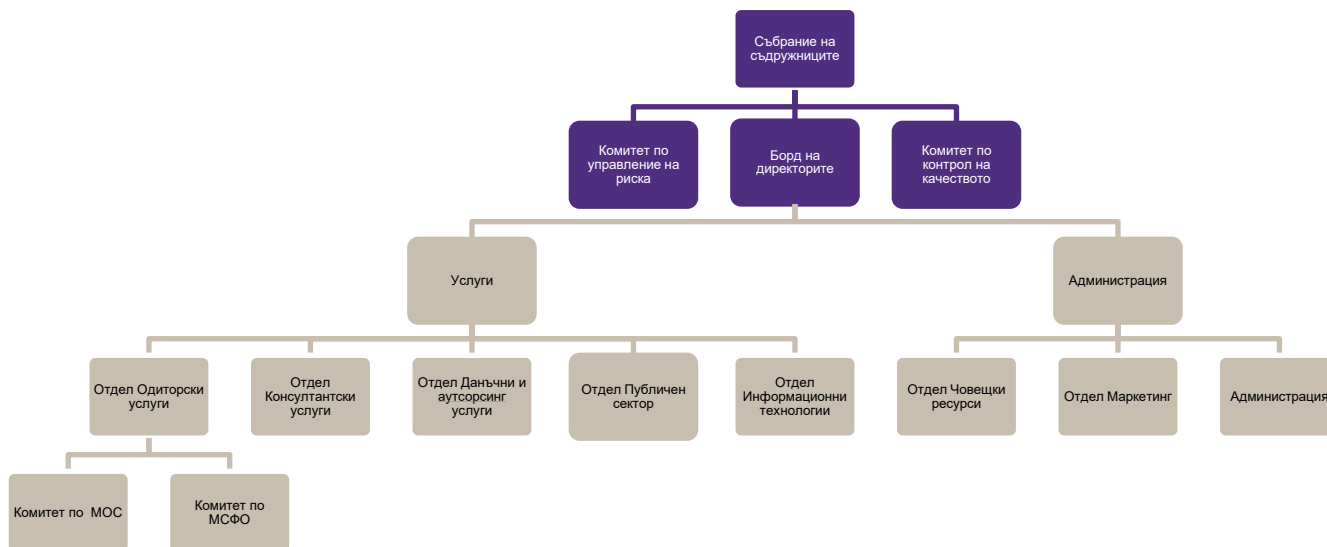 Събрание на
съдружниците
Комитет по
управление на
риска
Борд на
директорите
Комитет по
контрол на
качеството
Услуги
Администрация
Отдел Одиторски
услуги
Отдел
Консултантски
услуги
Отдел Данъчни и
аутсорсинг
услуги
Отдел Публичен
сектор
Отдел
Информационни
технологии
Отдел Човещки
ресурси
Отдел Маркетинг
Администрация
Комитет по  МОС
Комитет по
МСФО